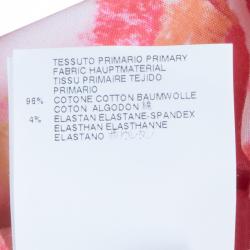 TESSUTO PRIMARIO PRIMARY
FABRIC HAUPTMATERIAL
TISSU PRIMAIRE TEJIDO
PRIMARIO
96% COTONE COTTON BAUMWOLLE
COTON ALGODON 綿
4% ELASTAN ELASTANE-SPANDEX
ELASTHAN ELASTHANNE
ELASTANO